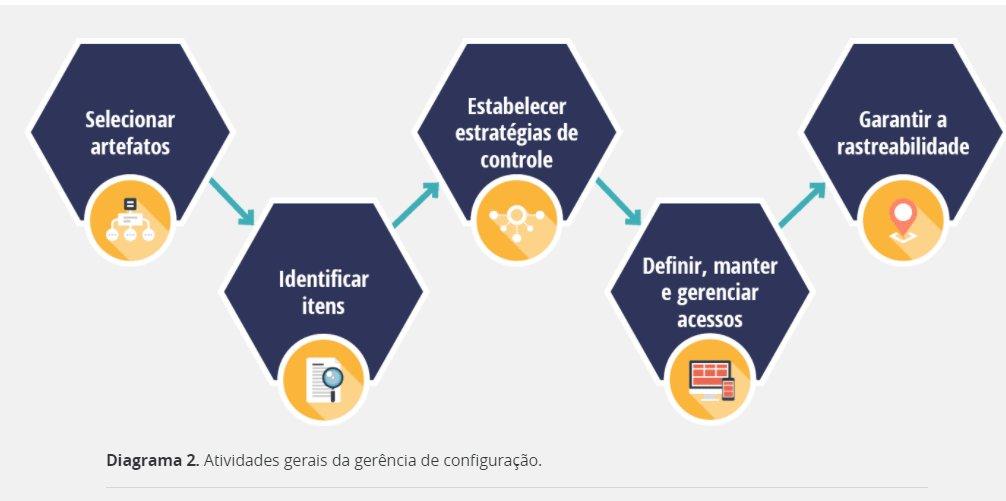 Selecionar
artefatos
Identificar
itens
Estabelecer
estratégias de
controle
Definir, manter
e gerenciar
acessos
Garantir a
rastreabilidade
Diagrama 2. Atividades gerais da gerência de configuração.